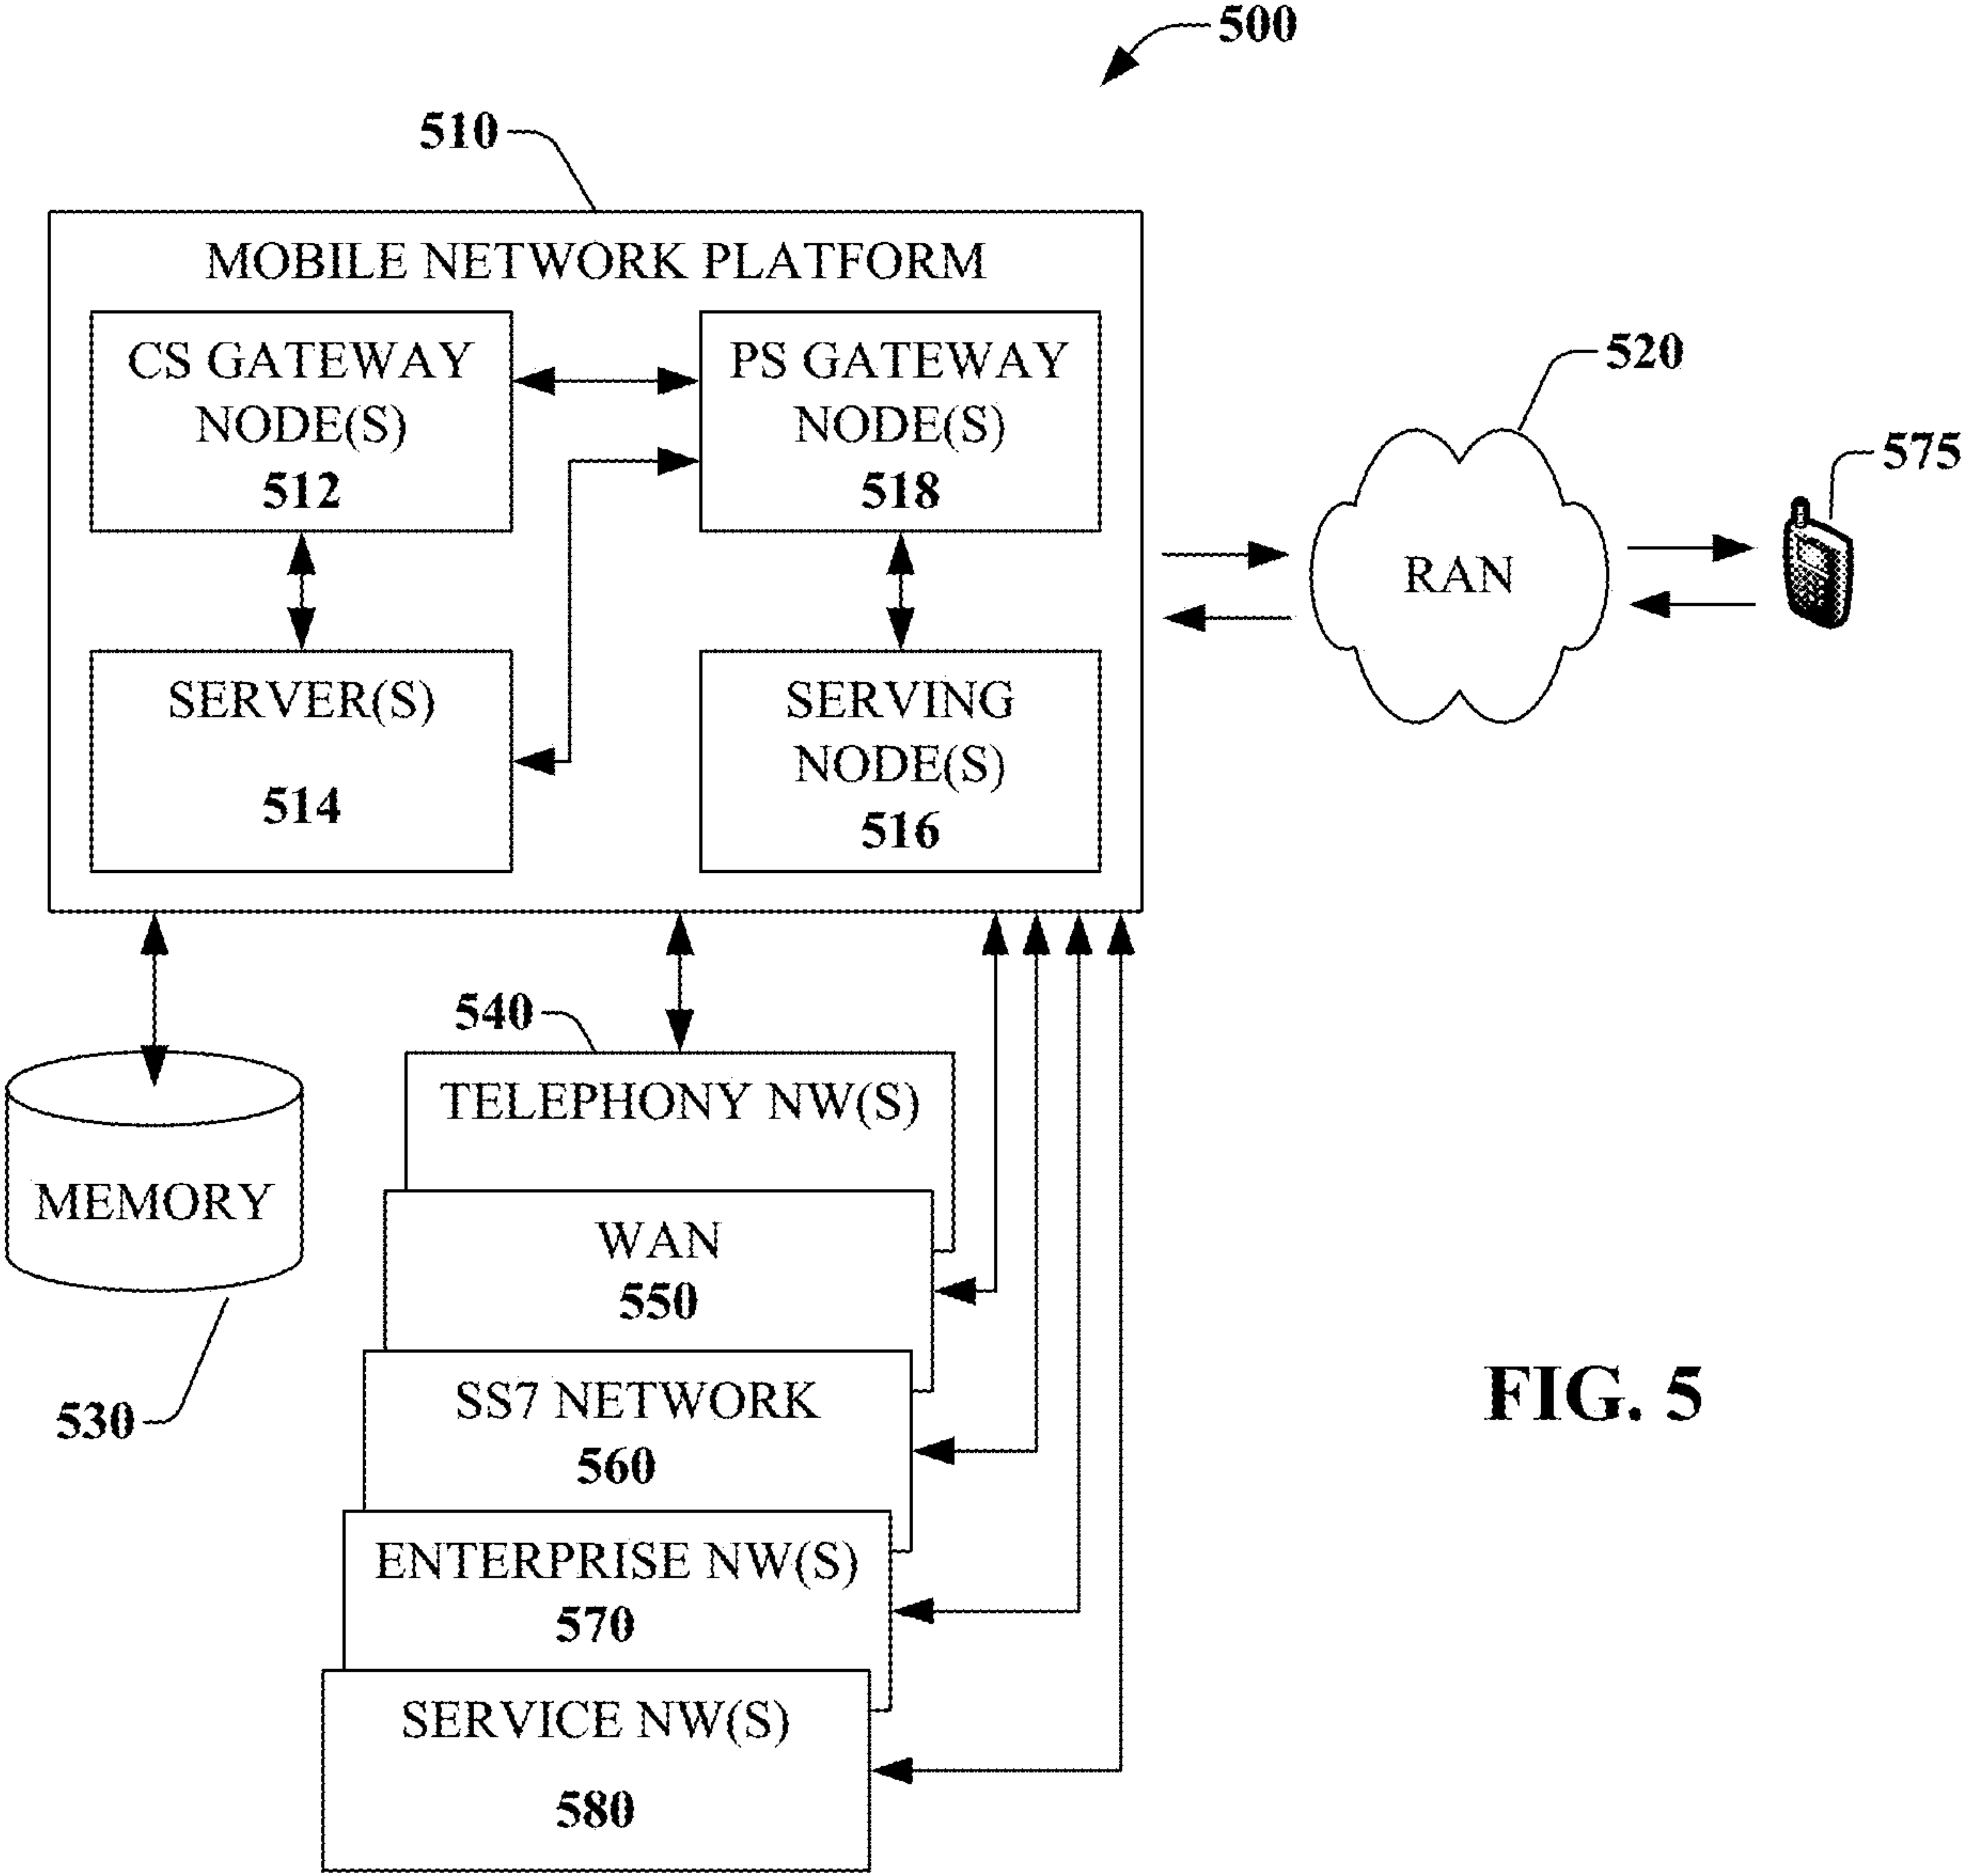 500
510
MOBILE NETWORK PLATFORM
CS GATEWAY
NODE(S)
512
PS GATEWAY
NODE(S)
518
SERVER(S)
514
SERVING
NODE(S)
516
520
RAN
575
540
TELEPHONY NW(S)
MEMORY
530
WAN
550
SS7 NETWORK
560
ENTERPRISE NW(S)
570
SERVICE NW(S)
580
FIG. 5